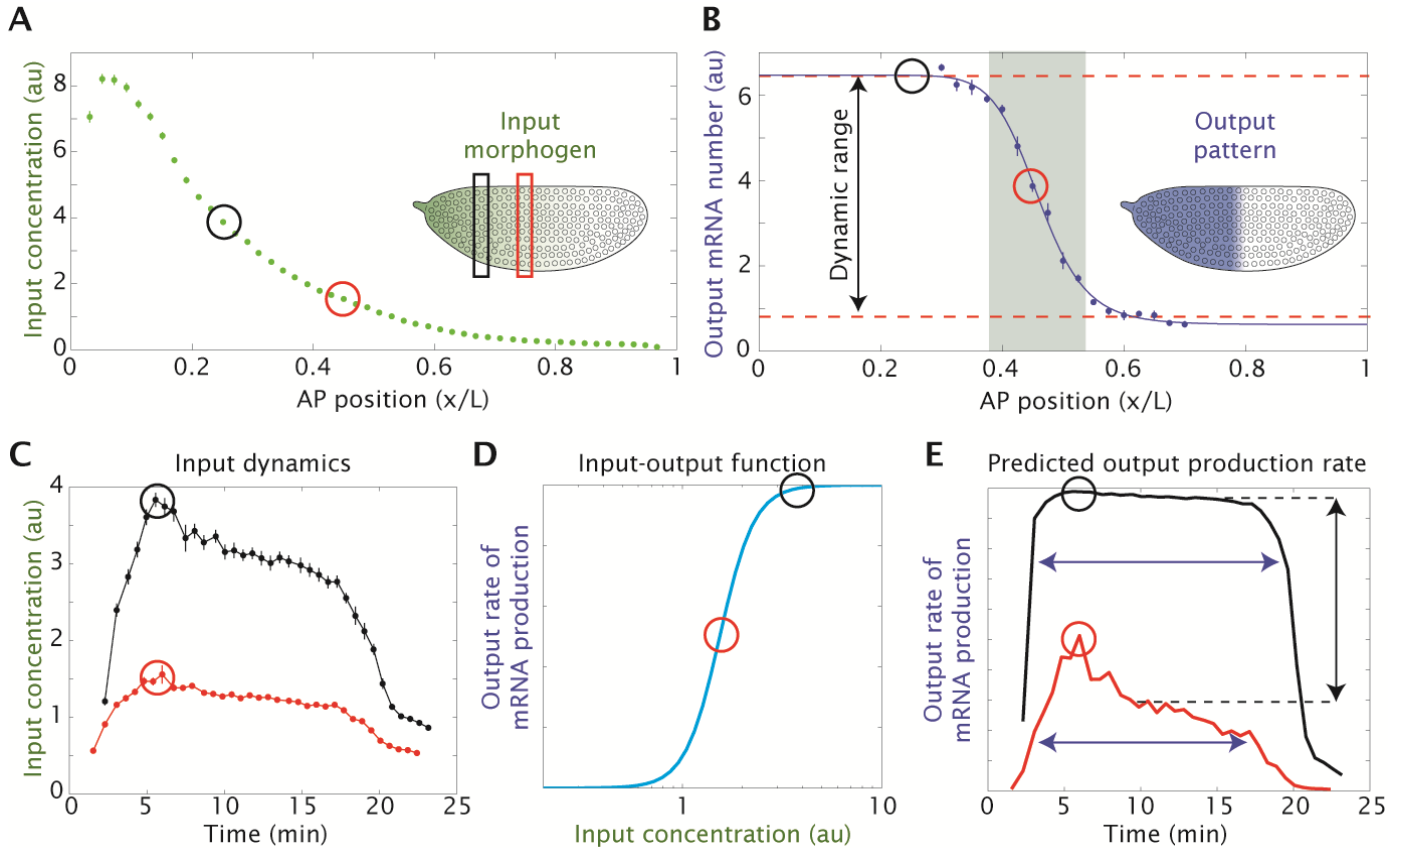 A
Input concentration (au)
8
6
4
2
0
Input
morphogen
0
0.2
0.4
0.6
0.8
1
AP position (x/L)
B
Output mRNA number (au)
6
4
2
0
Dynamic range
Output
pattern
0
0.2
0.4
0.6
0.8
1
AP position (x/L)
C
Input dynamics
Input concentration (au)
4
3
2
1
0
0
5
10
15
20
25
Time (min)
D
Input-output function
Output rate of
mRNA production
1
10
Input concentration (au)
E
Predicted output production rate
Output rate of
mRNA production
0
5
10
15
20
25
Time (min)